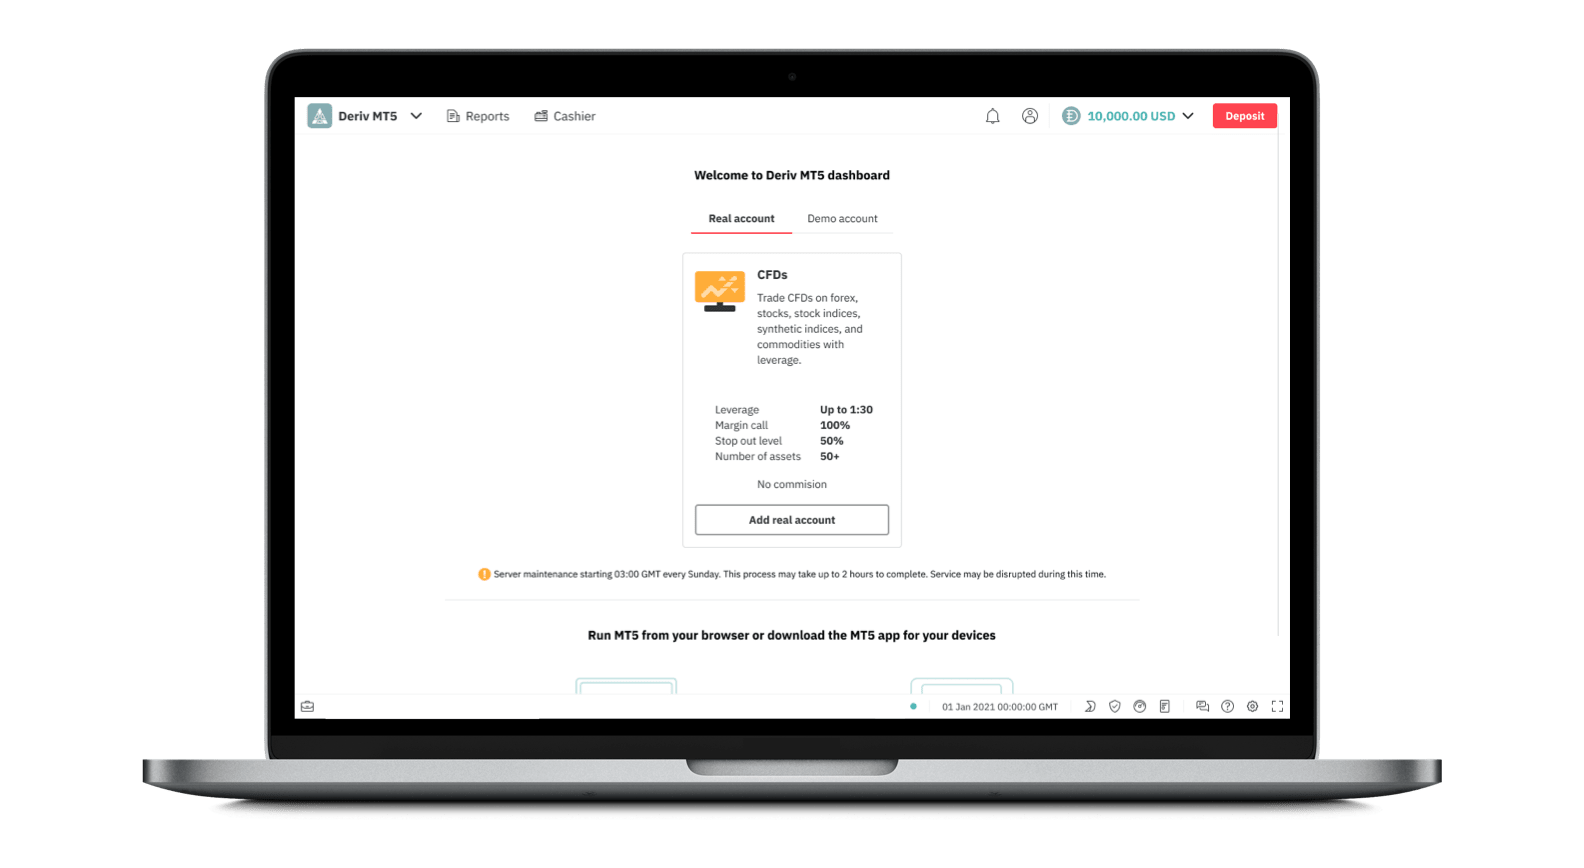 Deriv MT5
Reports
Cashier
10,000.00 USD
Deposit
Welcome to Deriv MT5 dashboard
Real account
Demo account
CFDs
Trade CFDs on forex,
stocks, stock indices,
synthetic indices, and
commodities with
leverage.
Leverage Up to 1:30
Margin call 100%
Stop out level 50%
Number of assets 50+
No commision
Add real account
Server maintenance starting 03:00 GMT every Sunday. This process may take up to 2 hours to complete. Service may be disrupted during this time.
Run MT5 from your browser or download the MT5 app for your devices
01 Jan 2021 00:00:00 GMT